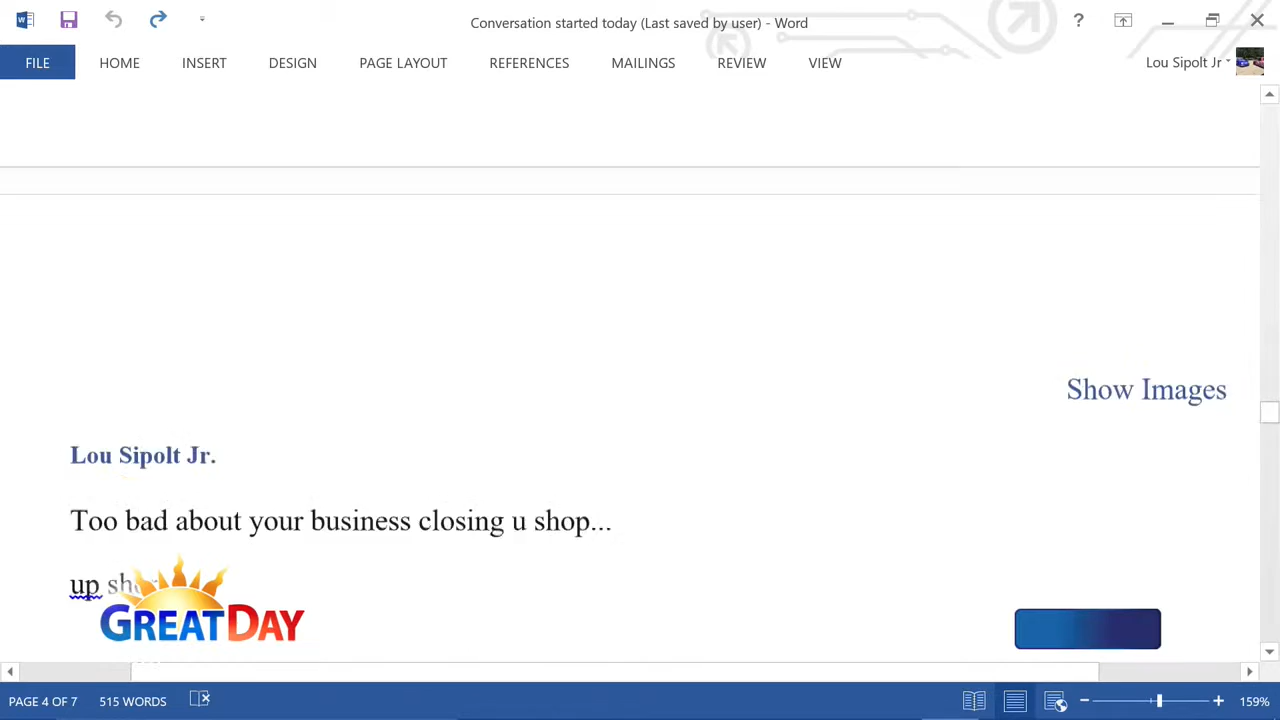 Conversation started today (Last saved by user) - Word
?
FILE HOME INSERT DESIGN PAGE LAYOUT REFERENCES MAILINGS REVIEW VIEW Lou Sipolt Jr
Show Images
Lou Sipolt Jr.
Too bad about your business closing u shop...
up
GREATDAY
PAGE 4 OF 7 515 WORDS 159%